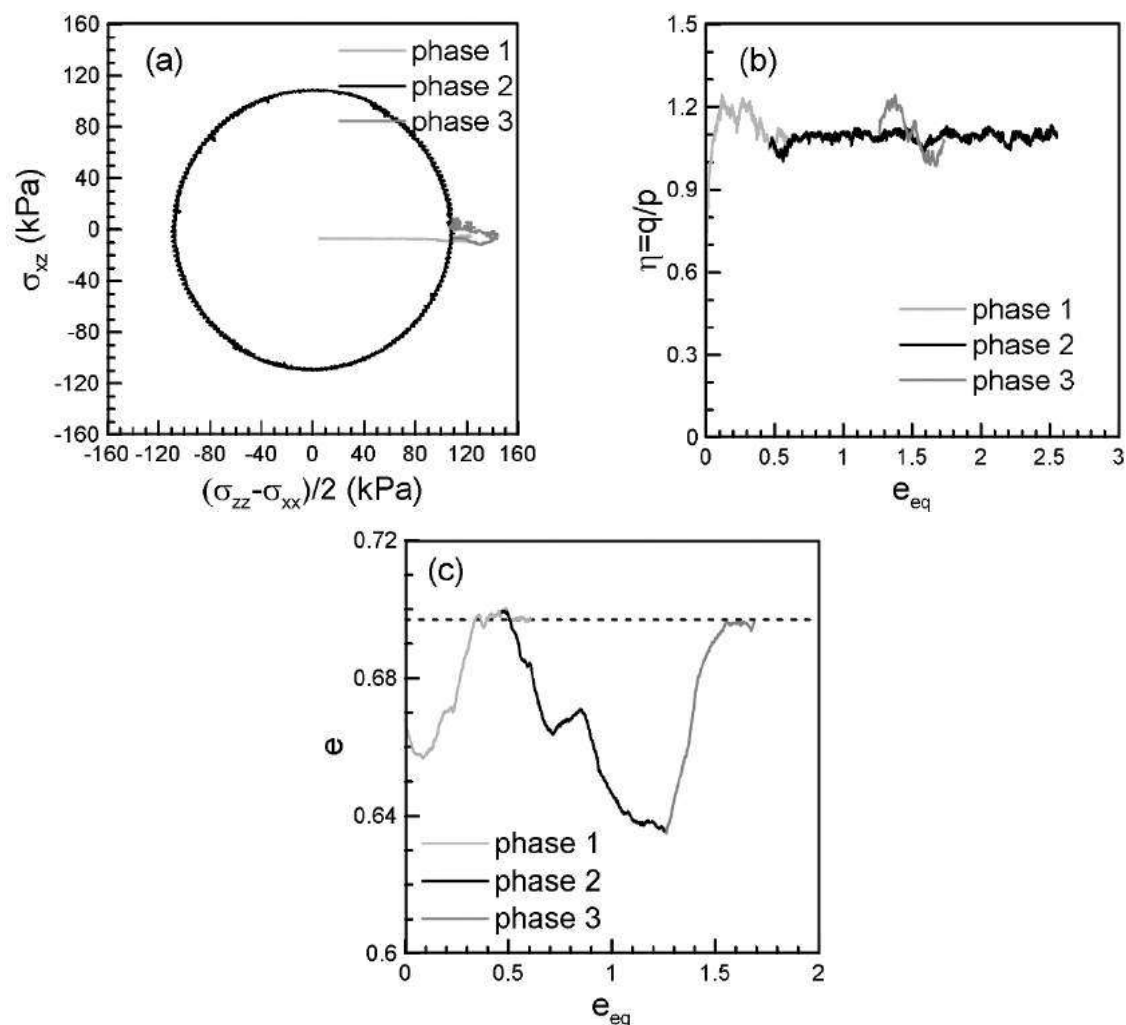 (a)
phase 1
phase 2
phase 3
160
120
80
40
0
-40
-80
-120
-160
σxz (kPa)
-160 -120 -80 -40 0 40 80 120 160
(σzz-σxx)/2 (kPa)
(b)
1.5
1.2
0.9
0.6
0.3
0
η=q/p
phase 1
phase 2
phase 3
0 0.5 1 1.5 2 2.5 3
eeq
(c)
0.72
0.68
0.64
0.6
e
phase 1
phase 2
phase 3
0 0.5 1 1.5 2
eeq